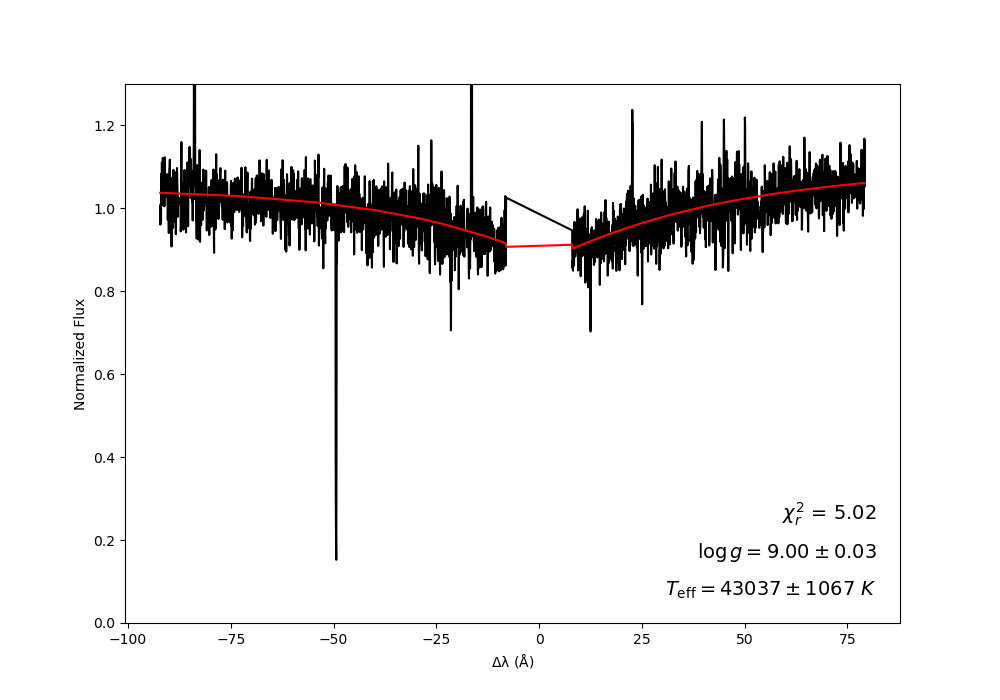 1.2
1.0
0.8
0.6
0.4
0.2
0.0
Normalized Flux
χ²ᵣ = 5.02
log g = 9.00 ± 0.03
T_eff = 43037 ± 1067 K
−100 −75 −50 −25 0 25 50 75
Δλ (Å)